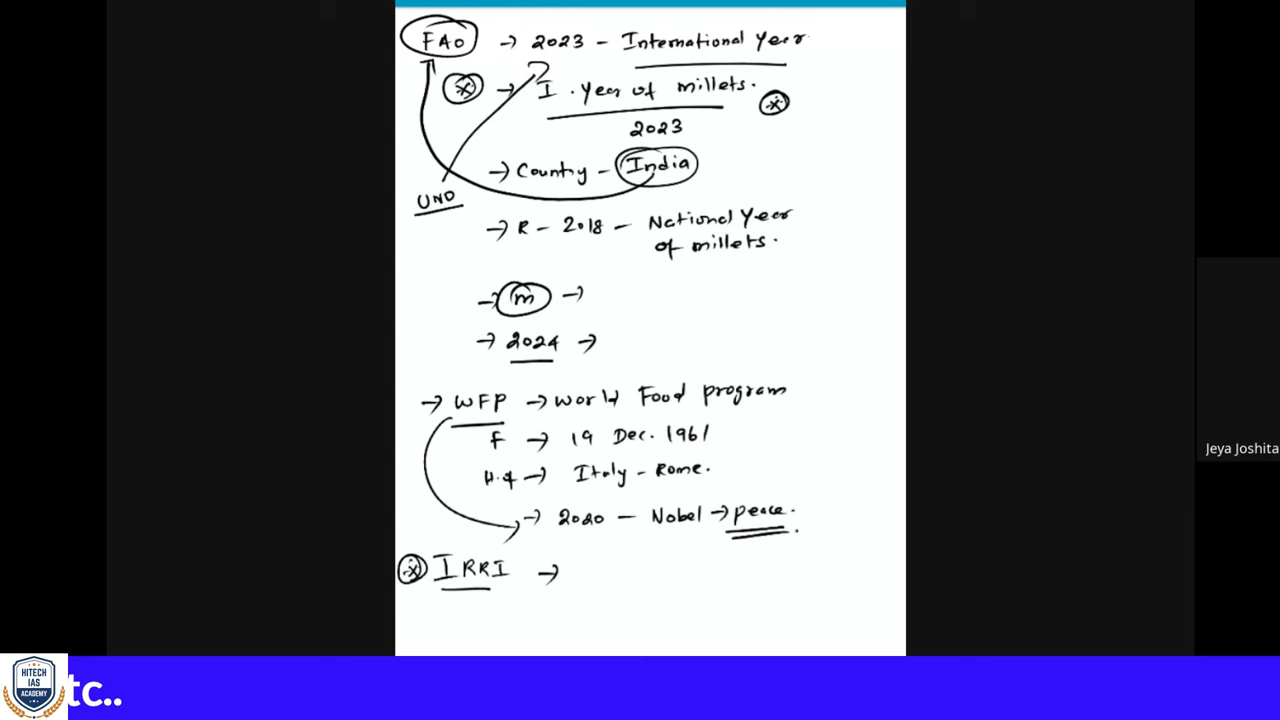 FAO → 2023 - International Year
→ I. Year of millets.
2023
→ Country - India
UNO
→ R - 2018 - National Year
of millets.
→ m →
→ 2024 →
→ WFP → World Food program
F → 19 Dec. 1961
H.q → Italy - Rome.
→ 2020 - Nobel → peace.
IRRI →
Jeya Joshita
HITECH
IAS
ACADEMY
tc..